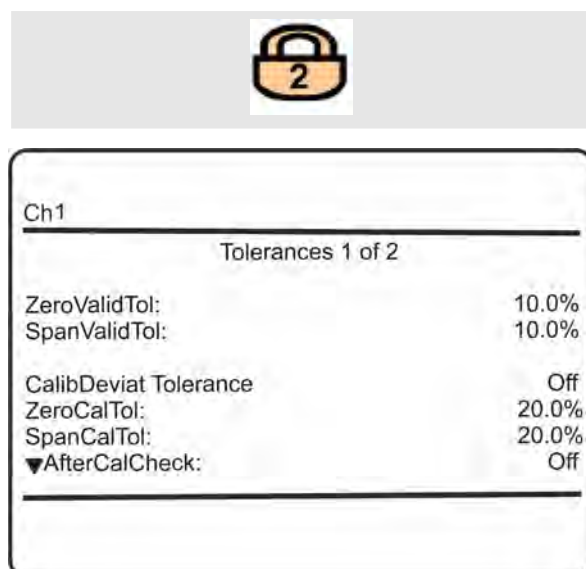 2
Ch1
Tolerances 1 of 2
ZeroValidTol: 10.0%
SpanValidTol: 10.0%
CalibDeviat Tolerance Off
ZeroCalTol: 20.0%
SpanCalTol: 20.0%
▼AfterCalCheck: Off